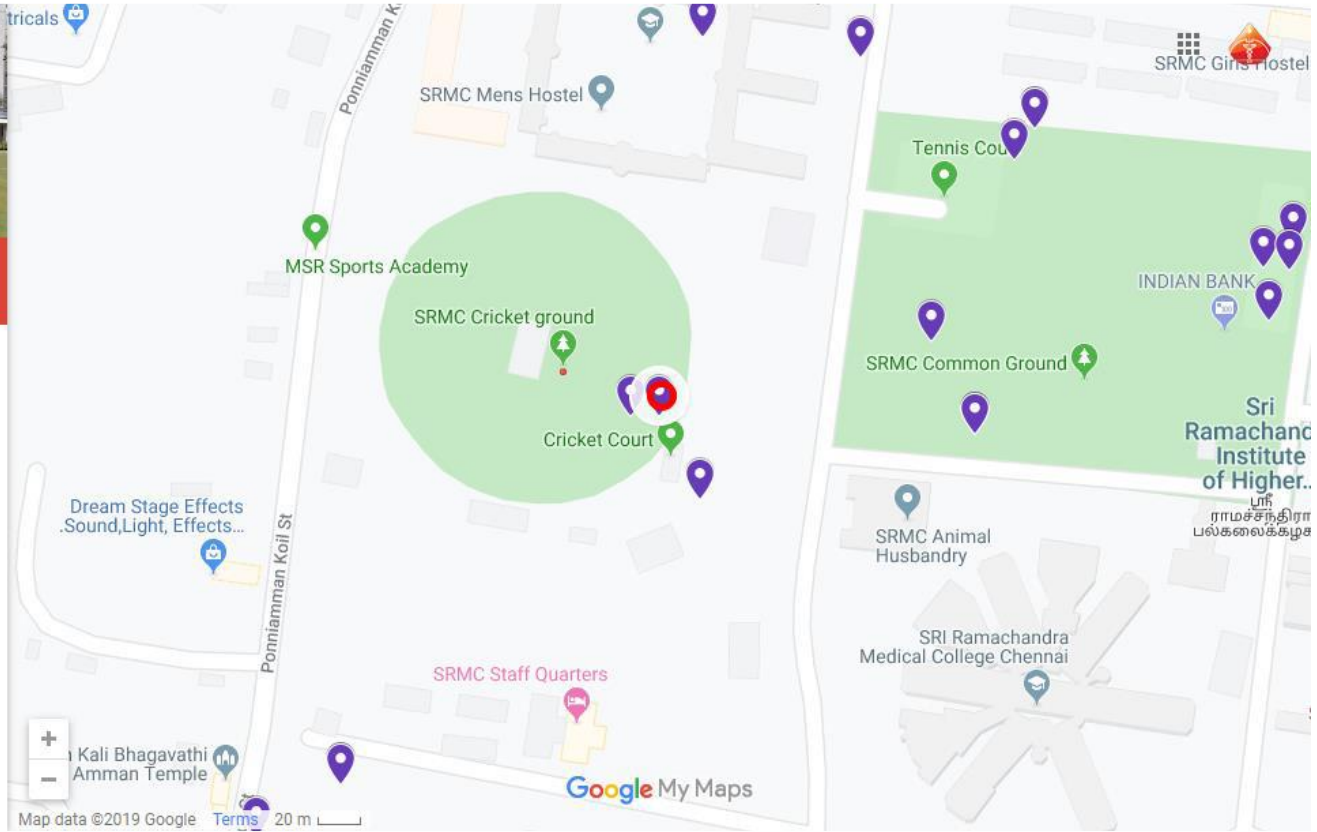 tricals
Ponniamman K
SRMC Mens Hostel
SRMC Girls Hostel
Tennis Cou
MSR Sports Academy
INDIAN BANK
SRMC Cricket ground
SRMC Common Ground
Cricket Court
Sri
Ramachand
Institute
of Higher..
ஸ்ரீ
ராமச்சந்திரா
பல்கலைக்கழக
Dream Stage Effects
.Sound,Light, Effects...
Ponniamman Koil St
SRMC Animal
Husbandry
SRI Ramachandra
Medical College Chennai
SRMC Staff Quarters
Kali Bhagavathi
Amman Temple
St
Google My Maps
Map data ©2019 Google Terms 20 m